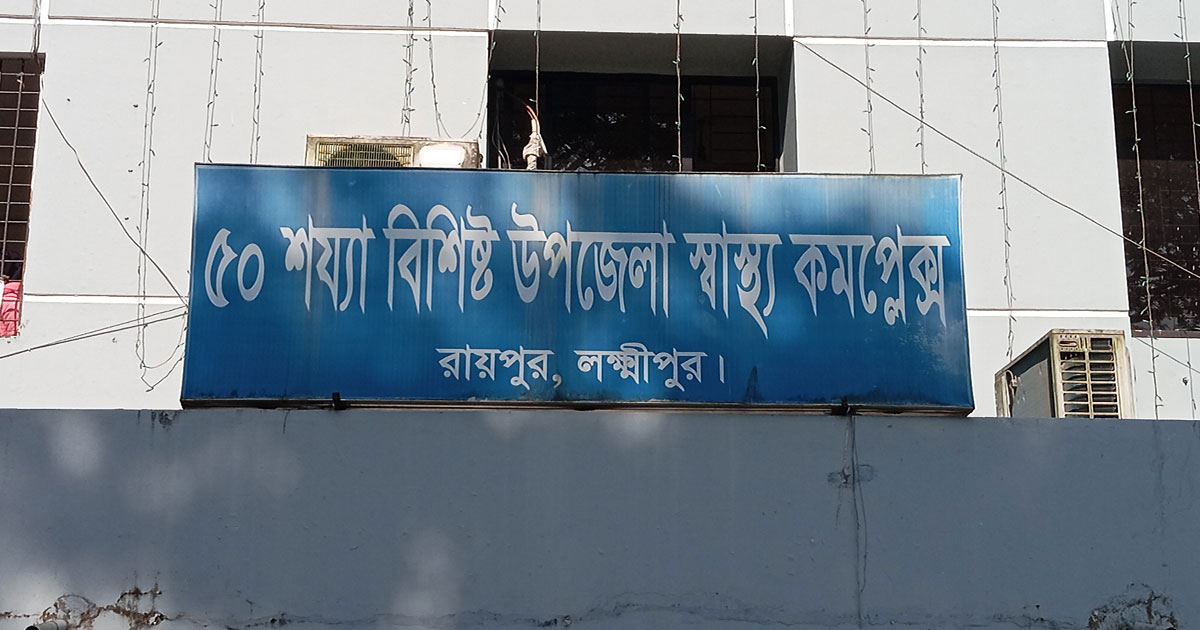 ৫০ শয্যা বিশিষ্ট উপজেলা স্বাস্থ্য কমপ্লেক্স
রায়পুর, লক্ষ্মীপুর।